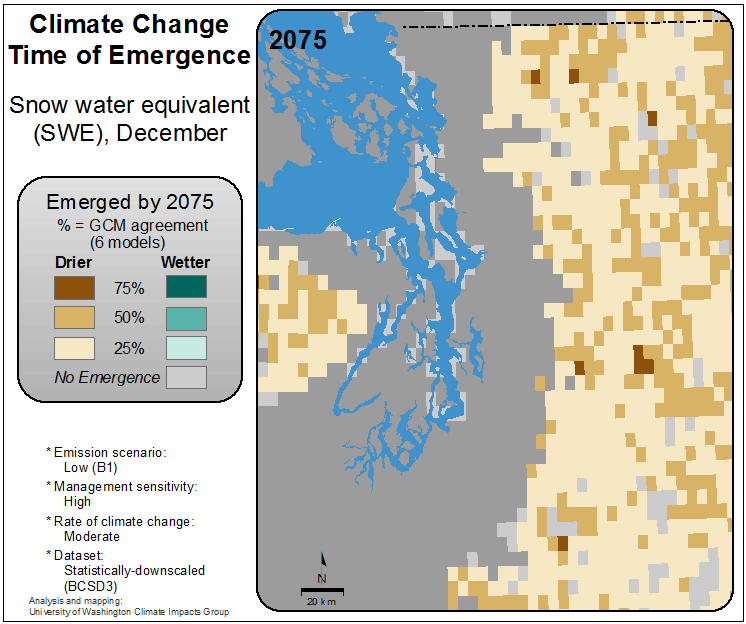 Climate Change
Time of Emergence
Snow water equivalent
(SWE), December
Emerged by 2075
% = GCM agreement
(6 models)
Drier Wetter
75%
50%
25%
No Emergence
* Emission scenario:
Low (B1)
* Management sensitivity:
High
* Rate of climate change:
Moderate
* Dataset:
Statistically-downscaled
(BCSD3)
Analysis and mapping:
University of Washington Climate Impacts Group
2075
N
20 km